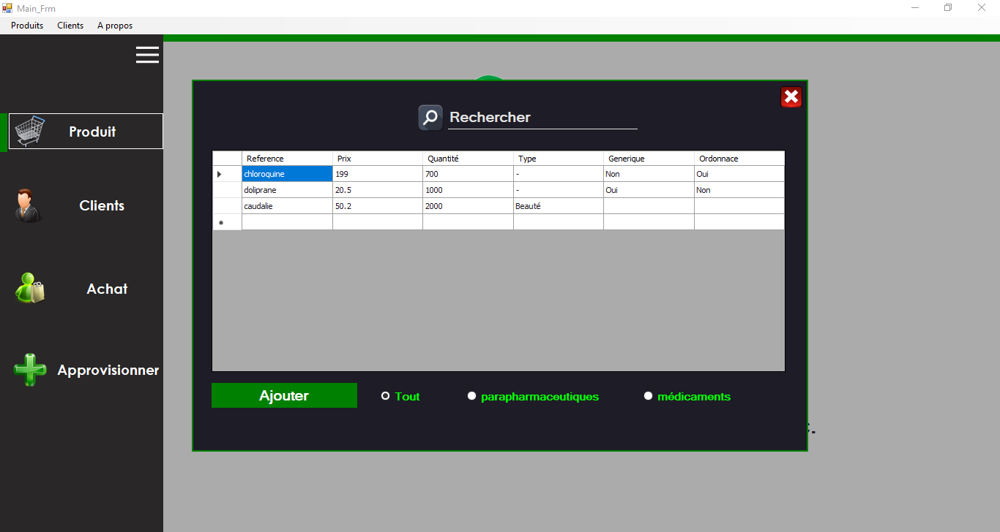 Main_Frm
Produits Clients A propos
Rechercher
Produit
Clients
Achat
Approvisionner
Reference Prix Quantité Type Generique Ordonnace
chloroquine 199 700 - Non Oui
doliprane 20.5 1000 - Oui Non
caudalie 50.2 2000 Beauté
Ajouter Tout parapharmaceutiques médicaments